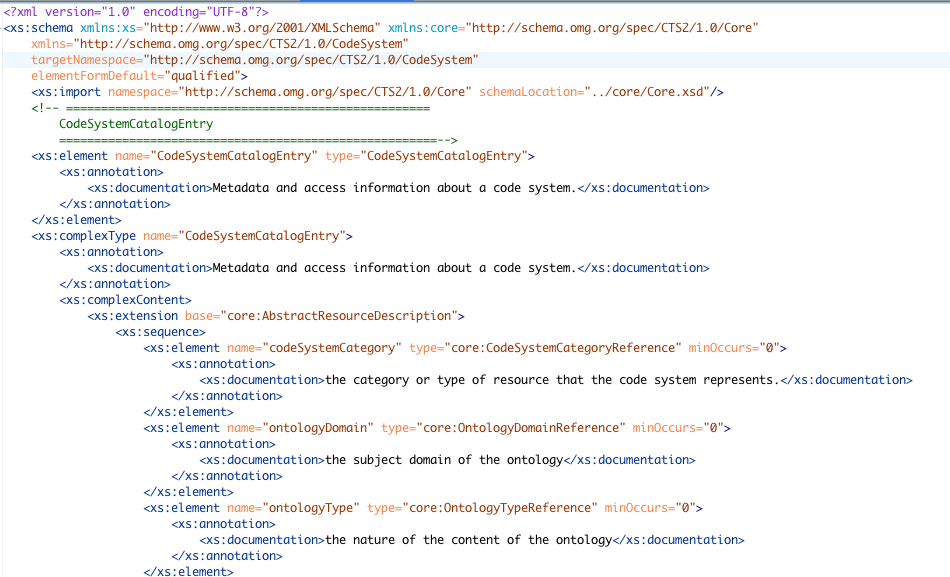 <?xml version="1.0" encoding="UTF-8"?>
<xs:schema xmlns:xs="http://www.w3.org/2001/XMLSchema" xmlns:core="http://schema.omg.org/spec/CTS2/1.0/Core"
xmlns="http://schema.omg.org/spec/CTS2/1.0/CodeSystem"
targetNamespace="http://schema.omg.org/spec/CTS2/1.0/CodeSystem"
elementFormDefault="qualified">
<xs:import namespace="http://schema.omg.org/spec/CTS2/1.0/Core" schemaLocation="../core/Core.xsd"/>
<!-- ====================================================
CodeSystemCatalogEntry
======================================================-->
<xs:element name="CodeSystemCatalogEntry" type="CodeSystemCatalogEntry">
<xs:annotation>
<xs:documentation>Metadata and access information about a code system.</xs:documentation>
</xs:annotation>
</xs:element>
<xs:complexType name="CodeSystemCatalogEntry">
<xs:annotation>
<xs:documentation>Metadata and access information about a code system.</xs:documentation>
</xs:annotation>
<xs:complexContent>
<xs:extension base="core:AbstractResourceDescription">
<xs:sequence>
<xs:element name="codeSystemCategory" type="core:CodeSystemCategoryReference" minOccurs="0">
<xs:annotation>
<xs:documentation>the category or type of resource that the code system represents.</xs:documentation>
</xs:annotation>
</xs:element>
<xs:element name="ontologyDomain" type="core:OntologyDomainReference" minOccurs="0">
<xs:annotation>
<xs:documentation>the subject domain of the ontology</xs:documentation>
</xs:annotation>
</xs:element>
<xs:element name="ontologyType" type="core:OntologyTypeReference" minOccurs="0">
<xs:annotation>
<xs:documentation>the nature of the content of the ontology</xs:documentation>
</xs:annotation>
</xs:element>